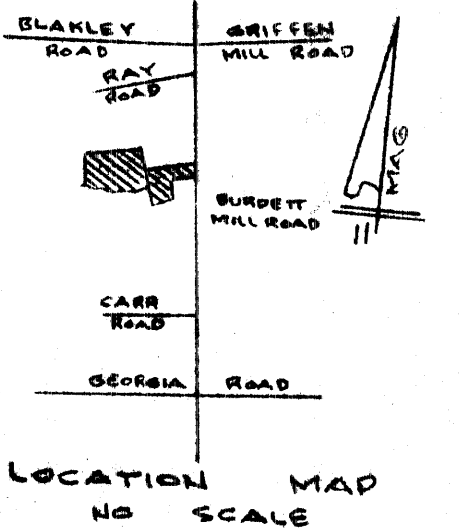 BLAKLEY ROAD
GRIFFEN MILL ROAD
RAY ROAD
MAG
BURDETT MILL ROAD
CARR ROAD
GEORGIA ROAD
LOCATION MAP
NO SCALE